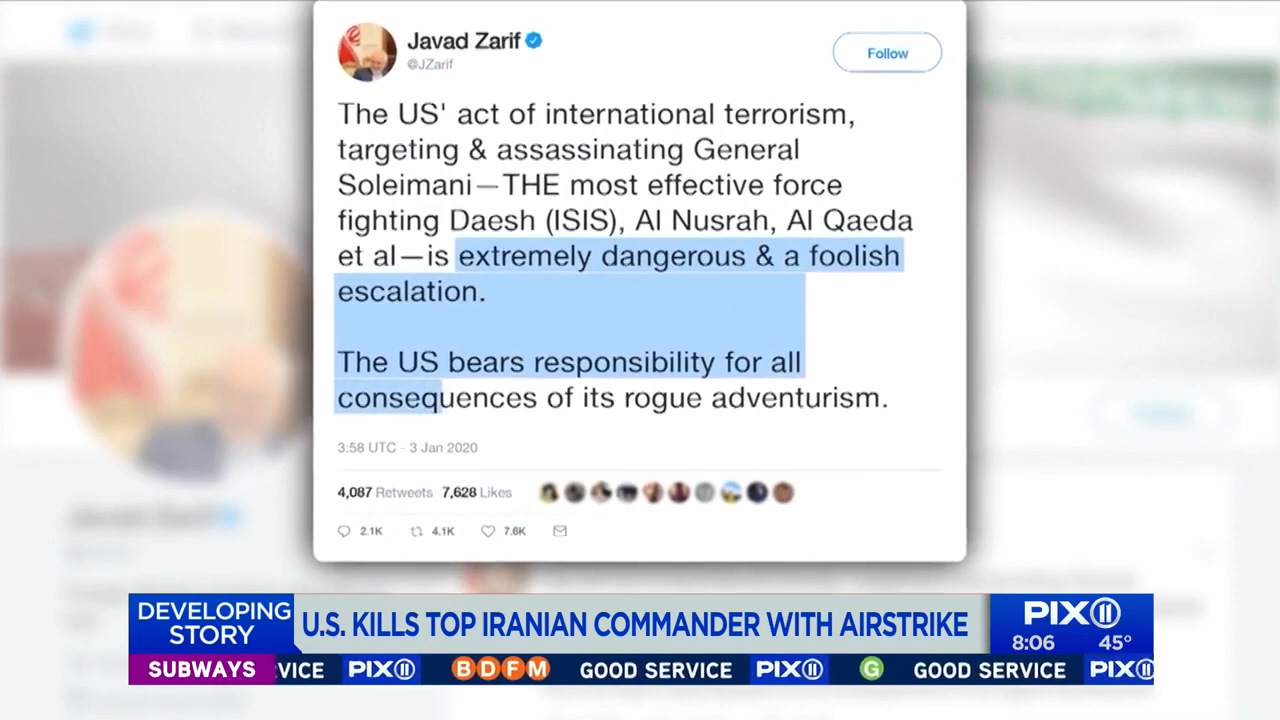 Javad Zarif
@JZarif
Follow
The US' act of international terrorism,
targeting & assassinating General
Soleimani—THE most effective force
fighting Daesh (ISIS), Al Nusrah, Al Qaeda
et al—is extremely dangerous & a foolish
escalation.
The US bears responsibility for all
consequences of its rogue adventurism.
3:58 UTC - 3 Jan 2020
4,087 Retweets 7,628 Likes
2.1K 4.1K 7.6K
DEVELOPING
STORY
U.S. KILLS TOP IRANIAN COMMANDER WITH AIRSTRIKE
PIX11
8:06 45°
SUBWAYS VICE PIX11 B D F M GOOD SERVICE PIX11 G GOOD SERVICE PIX11